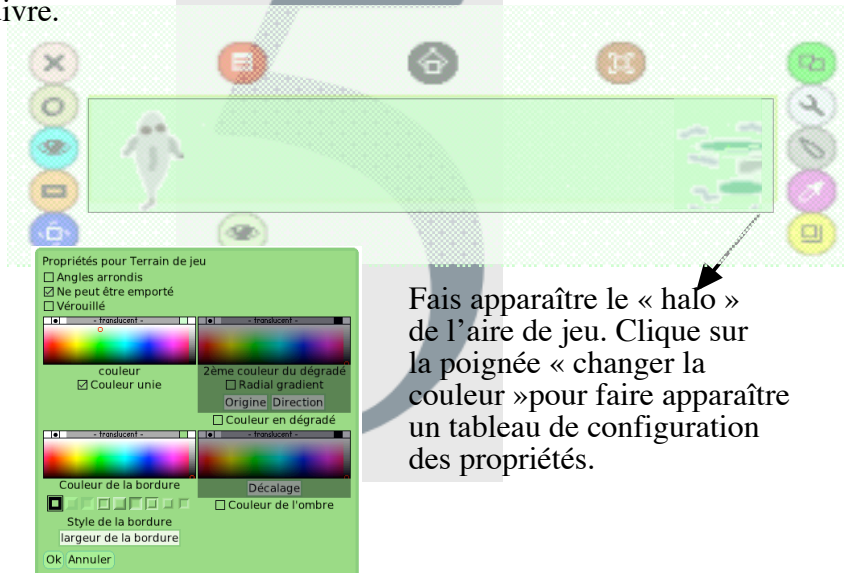 ivre.
Propriétés pour Terrain de jeu
Angles arrondis
Ne peut être emporté
Vérouillé
- translucent -
- translucent -
couleur
2ème couleur du dégradé
Couleur unie
Radial gradient
Origine Direction
Couleur en dégradé
- translucent -
- translucent -
Couleur de la bordure
Décalage
Couleur de l'ombre
Style de la bordure
largeur de la bordure
Ok Annuler
Fais apparaître le « halo »
de l’aire de jeu. Clique sur
la poignée « changer la
couleur »pour faire apparaître
un tableau de configuration
des propriétés.
5